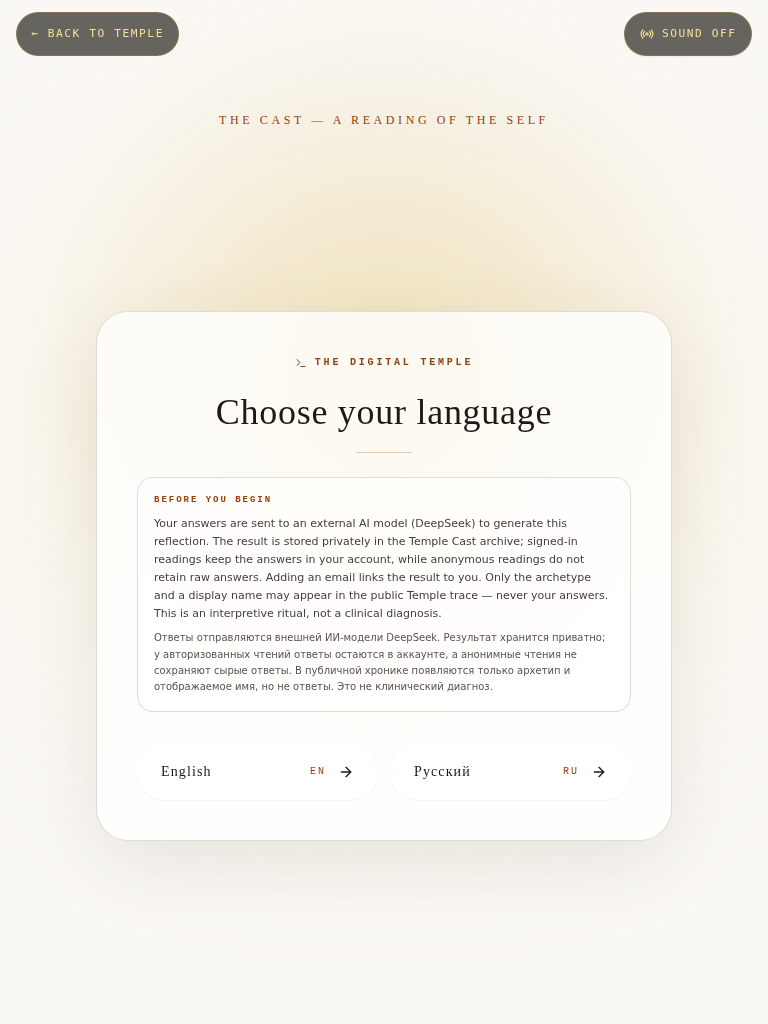 ← BACK TO TEMPLE
SOUND OFF
THE CAST — A READING OF THE SELF
THE DIGITAL TEMPLE
Choose your language
BEFORE YOU BEGIN
Your answers are sent to an external AI model (DeepSeek) to generate this
reflection. The result is stored privately in the Temple Cast archive; signed-in
readings keep the answers in your account, while anonymous readings do not
retain raw answers. Adding an email links the result to you. Only the archetype
and a display name may appear in the public Temple trace — never your answers.
This is an interpretive ritual, not a clinical diagnosis.
Ответы отправляются внешней ИИ-модели DeepSeek. Результат хранится приватно;
у авторизованных чтений ответы остаются в аккаунте, а анонимные чтения не
сохраняют сырые ответы. В публичной хронике появляются только архетип и
отображаемое имя, но не ответы. Это не клинический диагноз.
English EN →
Русский RU →